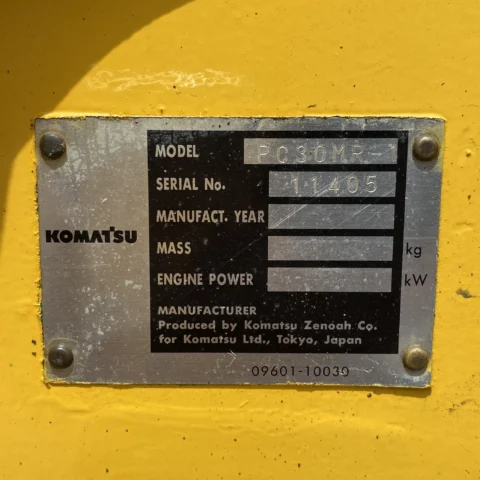 KOMATSU
MODEL PC30MR-1
SERIAL No. 11405
MANUFACT. YEAR
MASS kg
ENGINE POWER kW
MANUFACTURER
Produced by Komatsu Zenoah Co.
for Komatsu Ltd., Tokyo, Japan
09601-10030